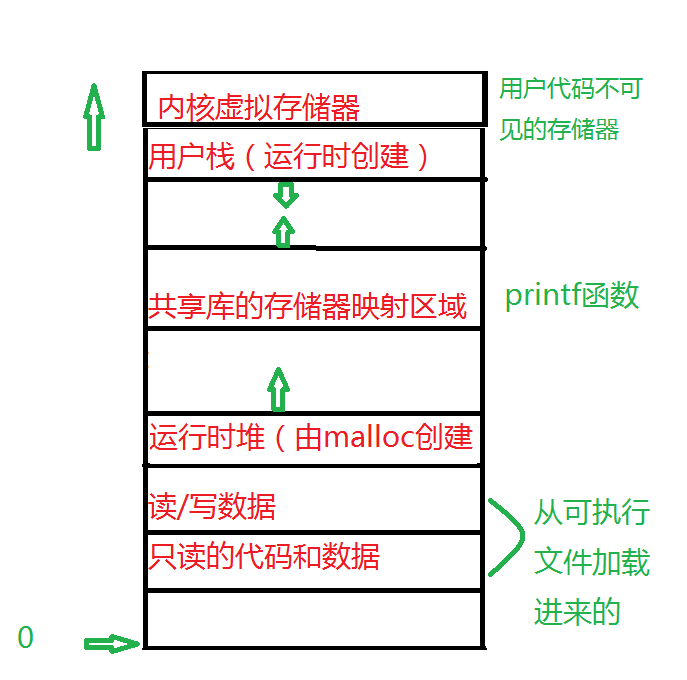 内核虚拟存储器
用户代码不可
见的存储器
用户栈（运行时创建）
共享库的存储器映射区域
printf函数
运行时堆（由malloc创建
读/写数据
只读的代码和数据
从可执行
文件加载
进来的
0